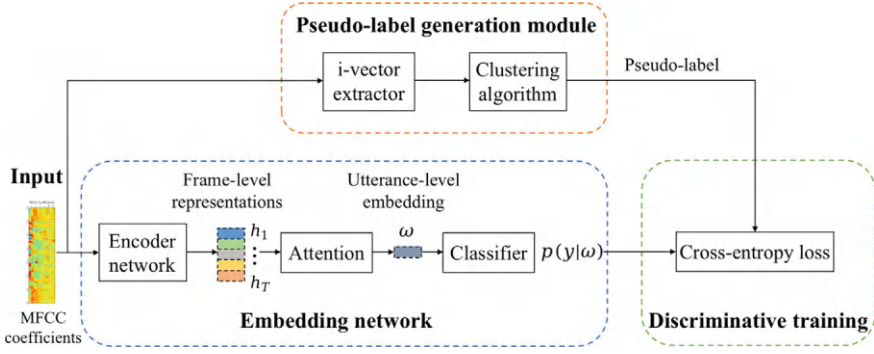 Pseudo-label generation module
i-vector
extractor
Clustering
algorithm
Pseudo-label
Input
MFCC
coefficients
Encoder
network
Frame-level
representations
h₁
h_T
Attention
Utterance-level
embedding
ω
Classifier
p(y|ω)
Embedding network
Cross-entropy loss
Discriminative training